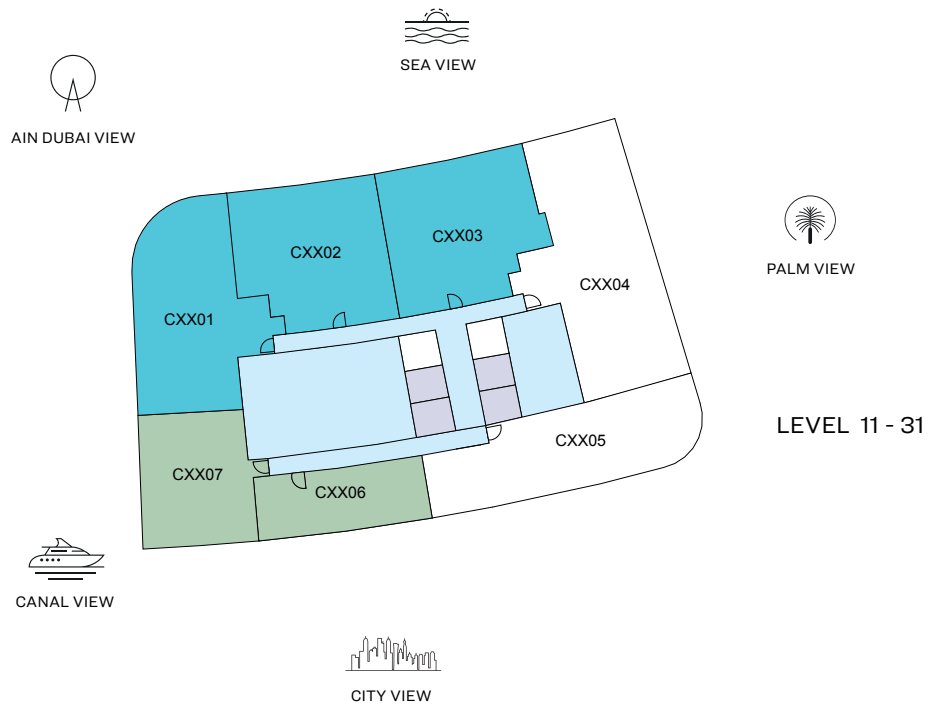 SEA VIEW
AIN DUBAI VIEW
CXX03
CXX02
PALM VIEW
CXX04
CXX01
LEVEL 11 - 31
CXX05
CXX07
CXX06
CANAL VIEW
CITY VIEW